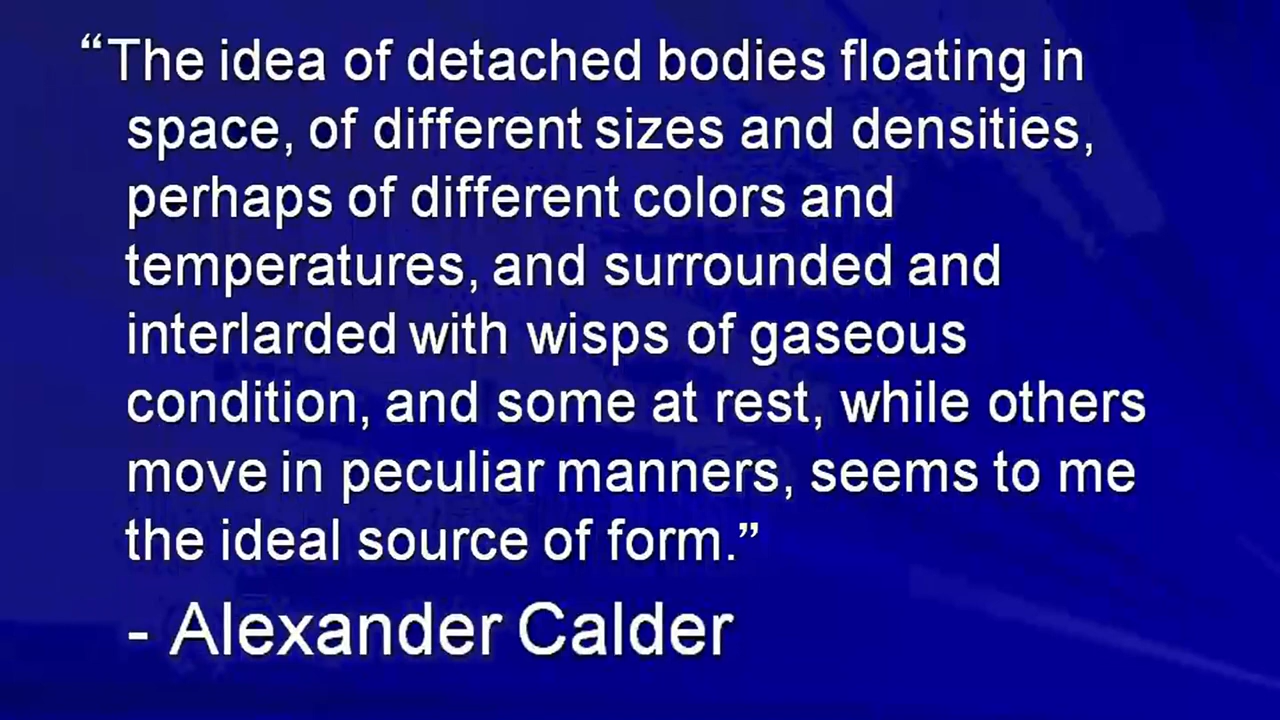 “The idea of detached bodies floating in
space, of different sizes and densities,
perhaps of different colors and
temperatures, and surrounded and
interlarded with wisps of gaseous
condition, and some at rest, while others
move in peculiar manners, seems to me
the ideal source of form.”
- Alexander Calder